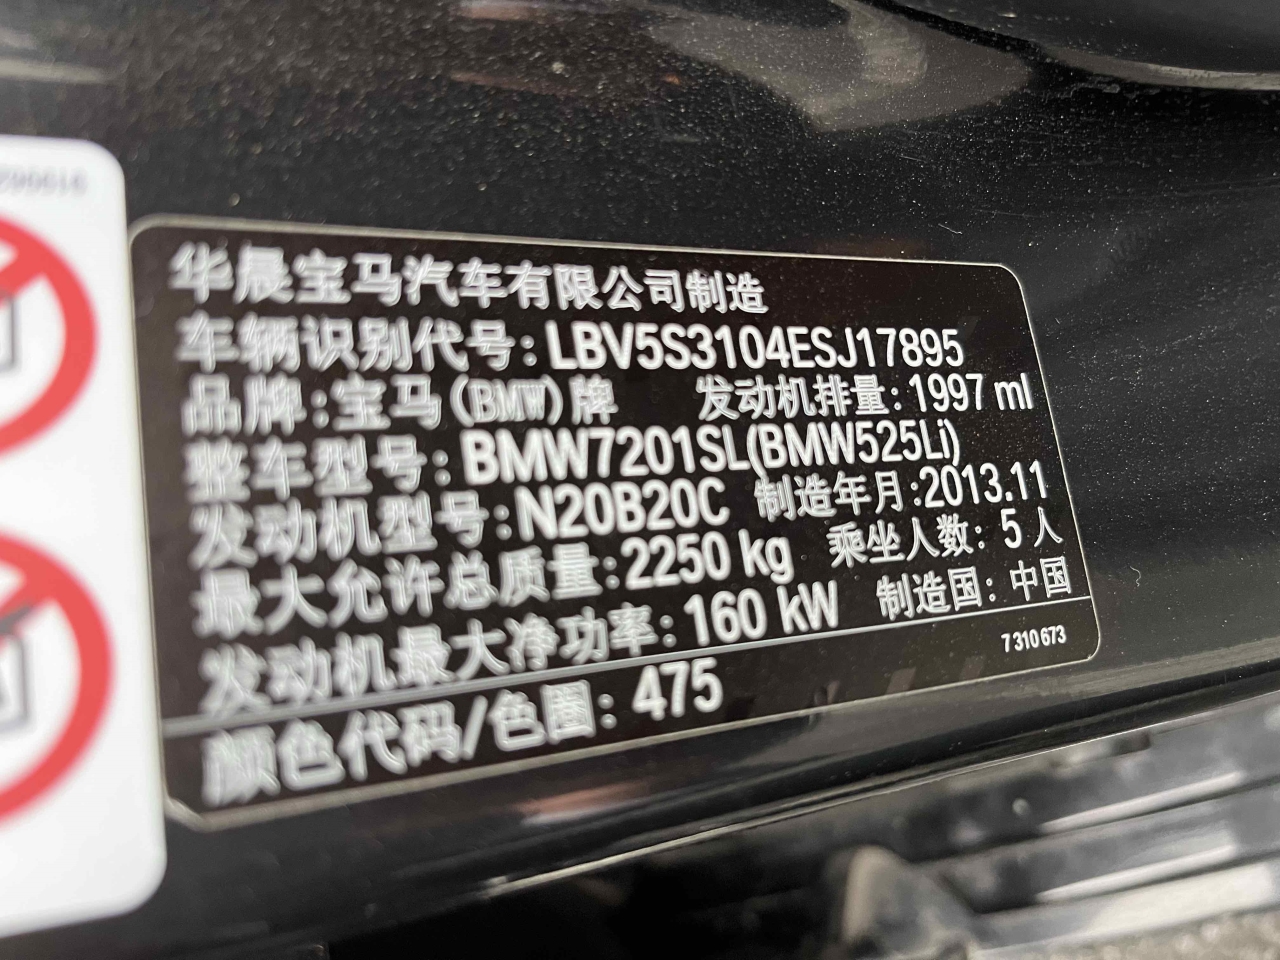 华晨宝马汽车有限公司制造
车辆识别代号: LBV5S3104ESJ17895
品牌: 宝马(BMW)牌 发动机排量: 1997 ml
整车型号: BMW7201SL(BMW525Li)
发动机型号: N20B20C 制造年月: 2013.11
最大允许总质量: 2250 kg 乘坐人数: 5 人
发动机最大净功率: 160 kW 制造国: 中国
7 310 673
颜色代码/色圈: 475